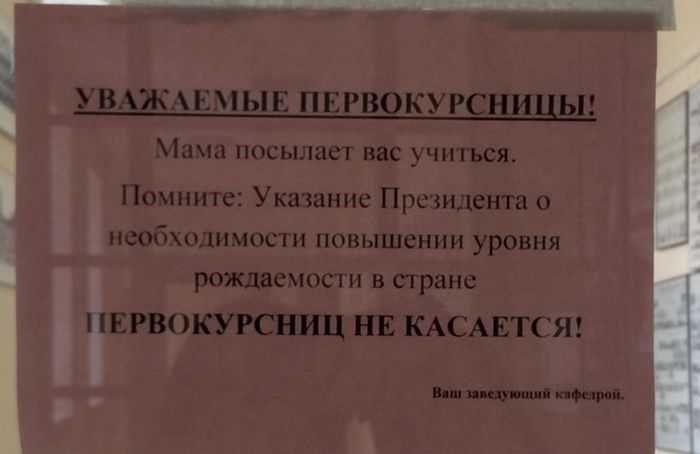 УВАЖАЕМЫЕ ПЕРВОКУРСНИЦЫ!
Мама посылает вас учиться.
Помните: Указание Президента о
необходимости повышении уровня
рождаемости в стране
ПЕРВОКУРСНИЦ НЕ КАСАЕТСЯ!
Ваш заведующий кафедрой.